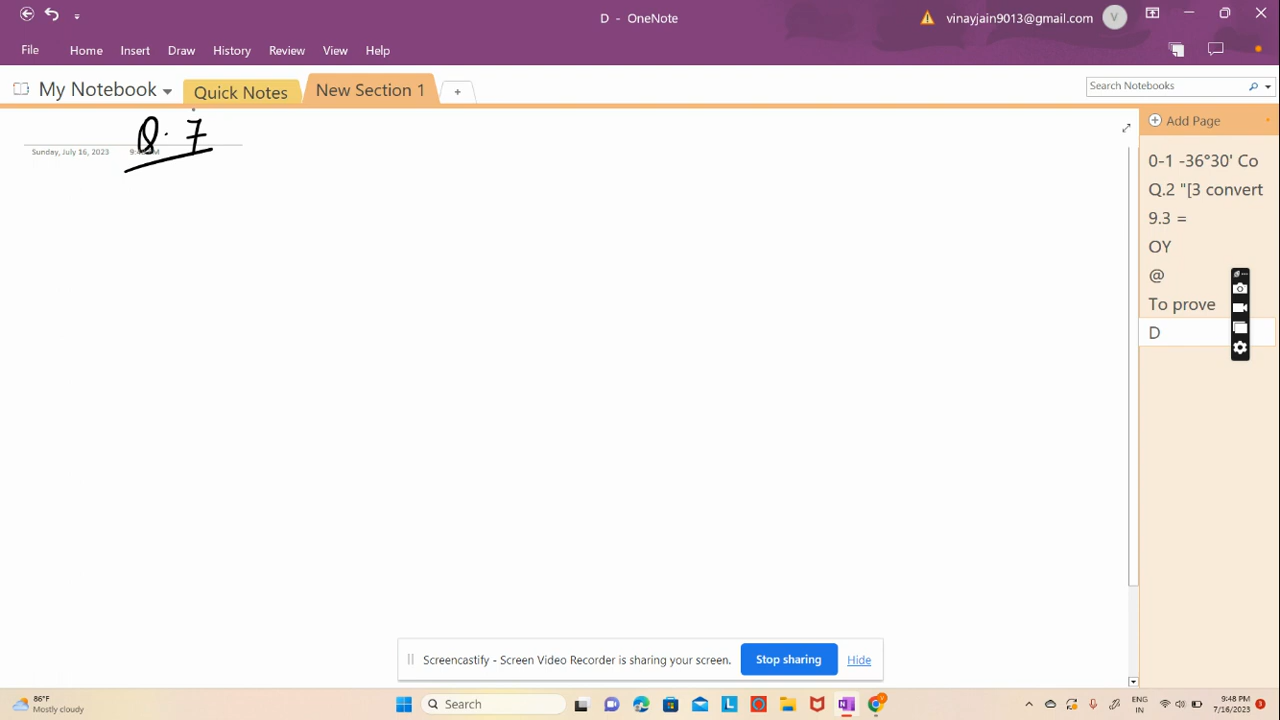 D - OneNote
vinayjain9013@gmail.com
V
File
Home
Insert
Draw
History
Review
View
Help
My Notebook
Quick Notes
New Section 1
+
Search Notebooks
Q. 7
Sunday, July 16, 2023
Add Page
0-1 -36°30' Co
Q.2 "[3 convert
9.3 =
OY
@
To prove
D
Screencastify - Screen Video Recorder is sharing your screen.
Stop sharing
Hide
86°F
Mostly cloudy
Search
ENG
IN
9:48 PM
7/16/2023